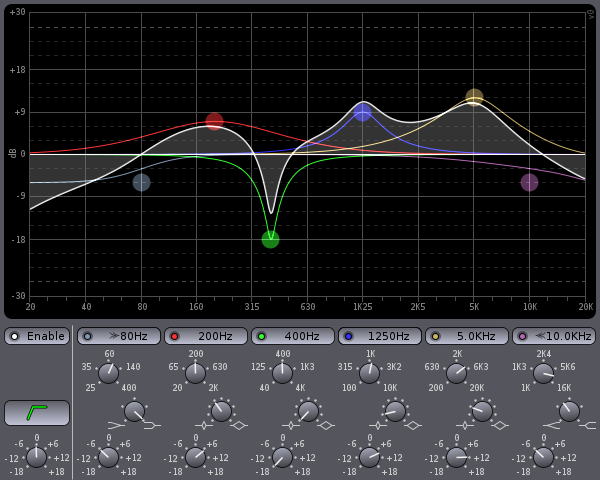 +30
+18
+9
dB 0
-9
-18
-30
20 40 80 160 315 630 1K25 2K5 5K 10K 20K
Enable ≫80Hz 200Hz 400Hz 1250Hz 5.0KHz ≪10.0KHz
60 200 400 1K 2K 2K4
35 140 65 630 125 1K3 315 3K2 630 6K3 1K3 5K6
25 400 20 2K 40 4K 100 10K 200 20K 1K 16K
0 0 0 0 0 0 0
-6 +6 -6 +6 -6 +6 -6 +6 -6 +6 -6 +6 -6 +6
-12 +12 -12 +12 -12 +12 -12 +12 -12 +12 -12 +12 -12 +12
-18 +18 -18 +18 -18 +18 -18 +18 -18 +18 -18 +18 -18 +18